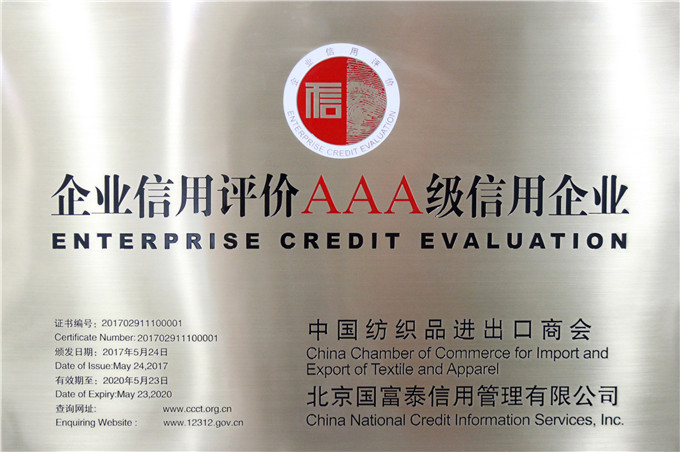 企业信用评价
信
ENTERPRISE CREDIT EVALUATION
企业信用评价AAA级信用企业
ENTERPRISE CREDIT EVALUATION
证书编号：201702911100001
Certificate Number:201702911100001
颁发日期：2017年5月24日
Date of Issue:May 24,2017
有效期至：2020年5月23日
Date of Expiry:May 23,2020
查询网址： www.ccct.org.cn
Enquiring Website : www.12312.gov.cn
中国纺织品进出口商会
China Chamber of Commerce for Import and
Export of Textile and Apparel
北京国富泰信用管理有限公司
China National Credit Information Services, Inc.